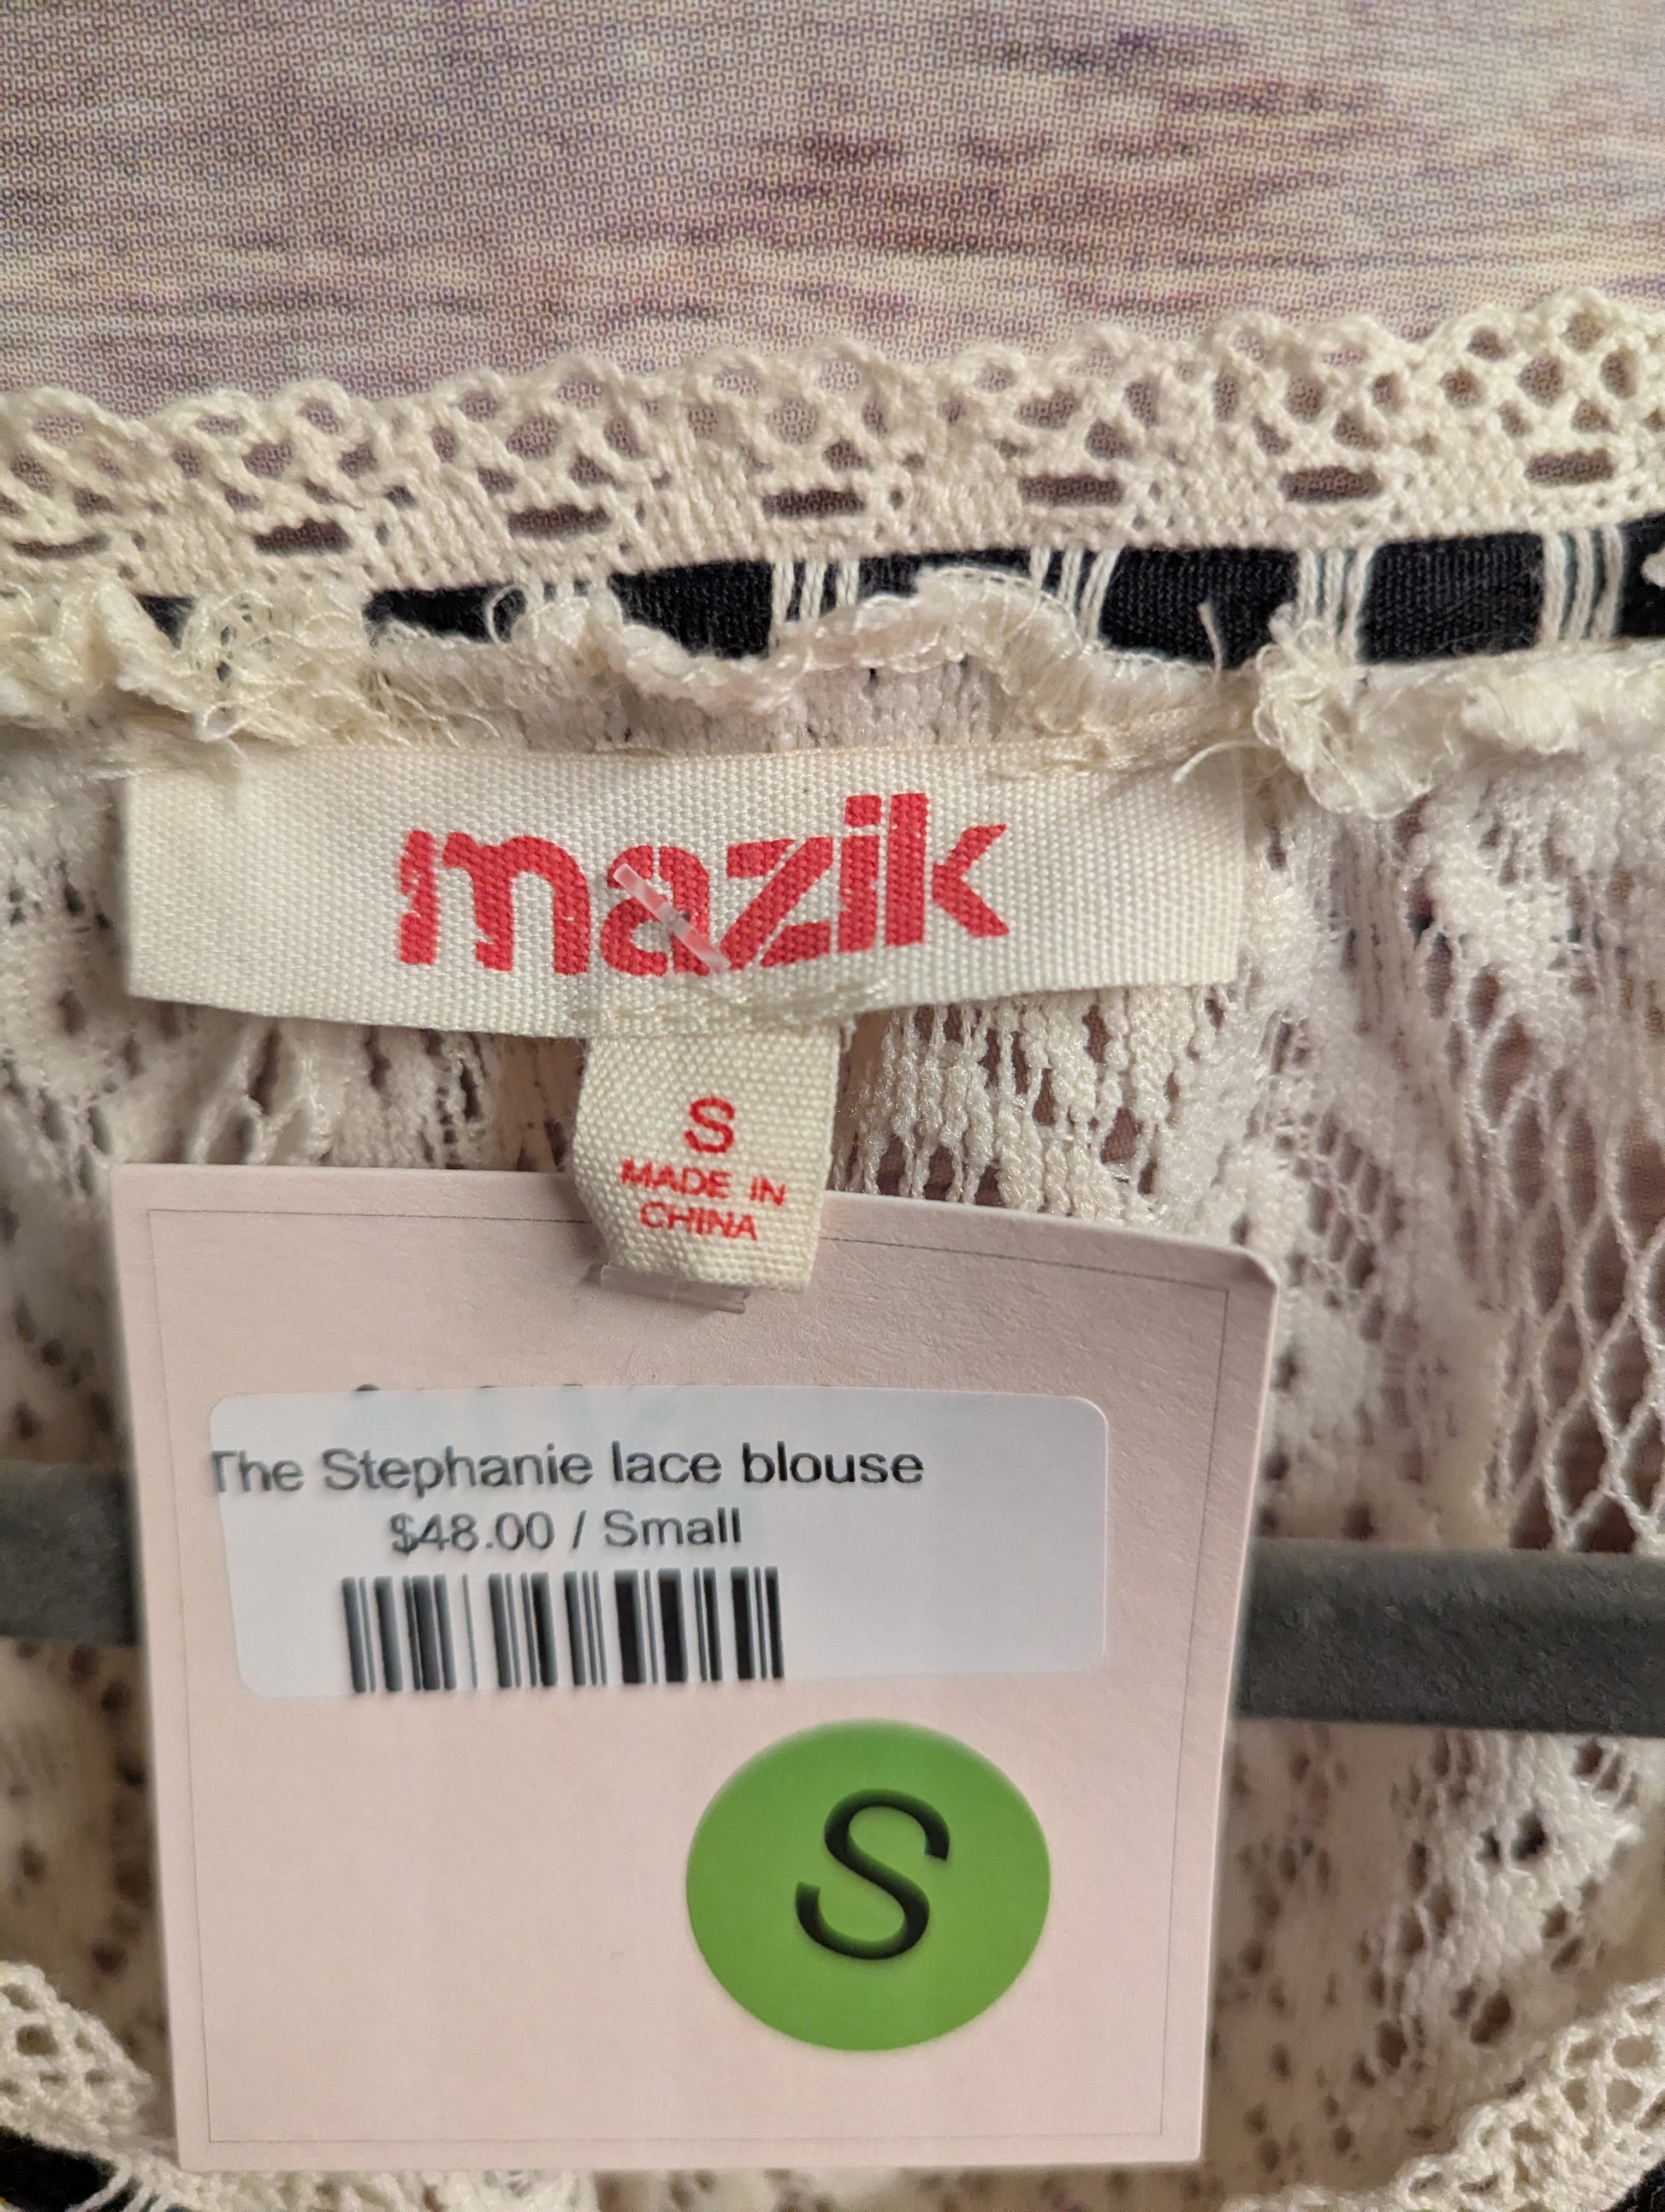 mazik
S
MADE IN
CHINA
The Stephanie lace blouse
$48.00 / Small
S